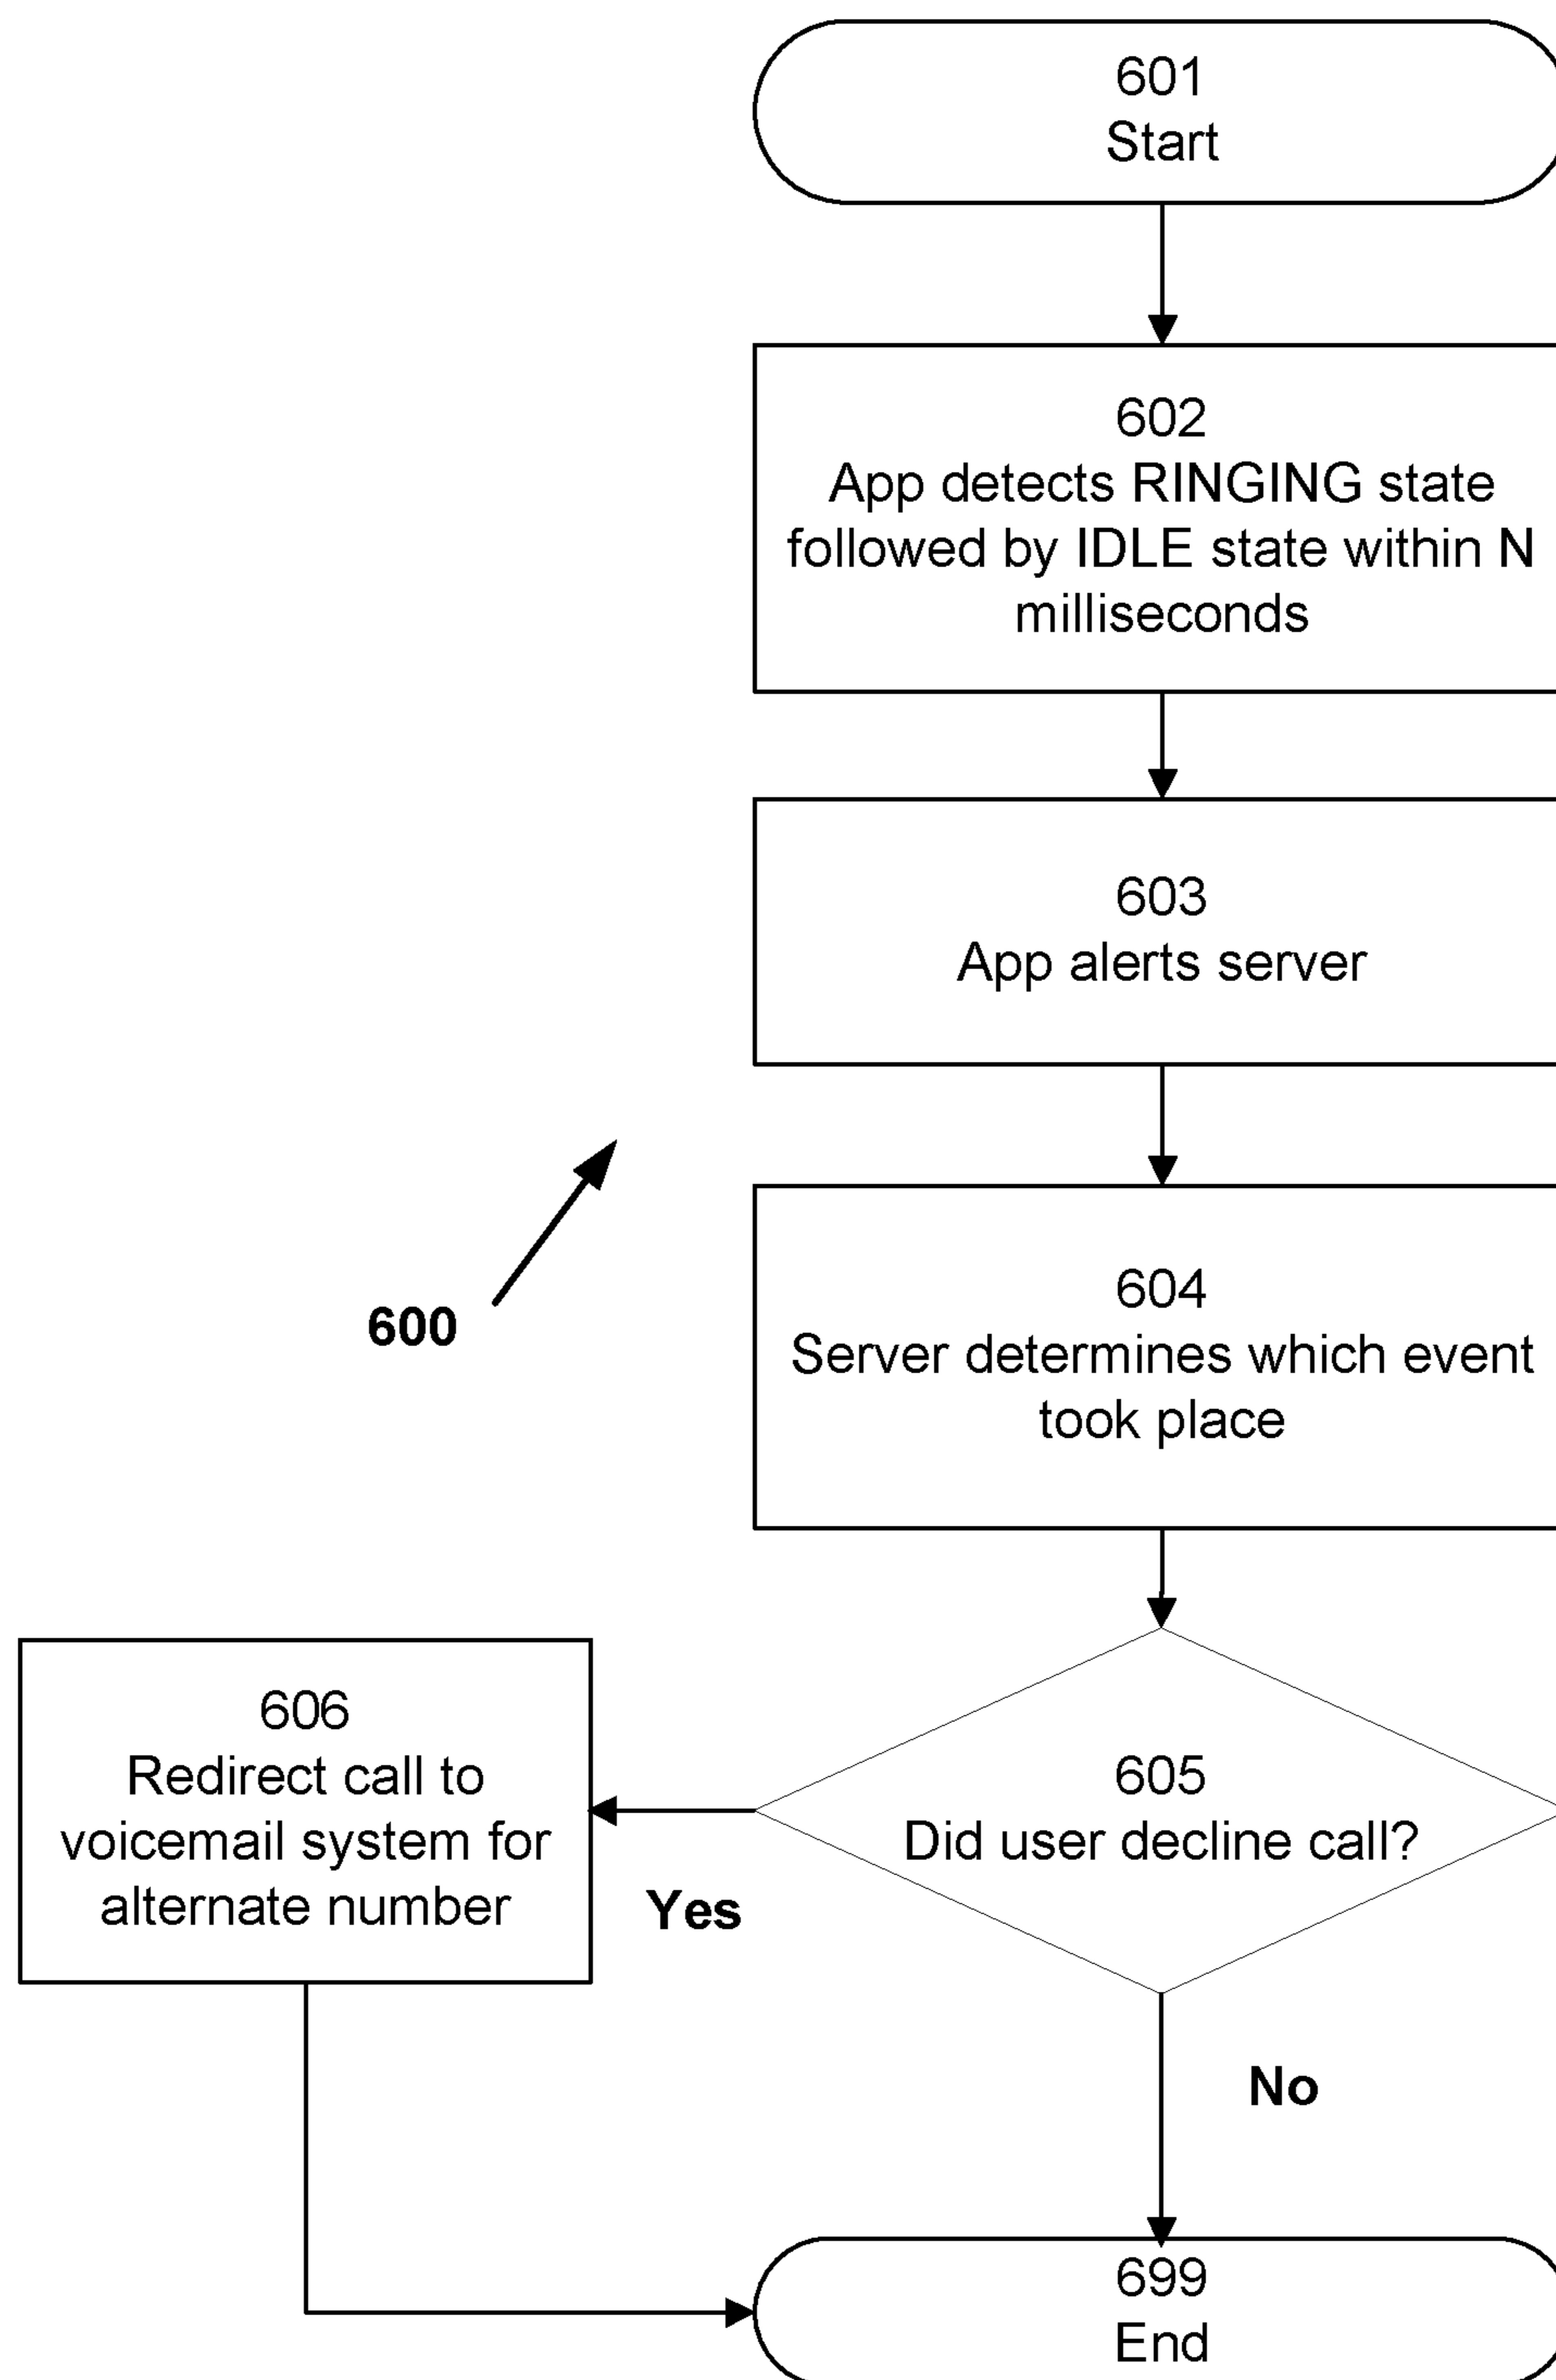 601
Start
602
App detects RINGING state
followed by IDLE state within N
milliseconds
603
App alerts server
600
604
Server determines which event
took place
605
Did user decline call?
Yes
606
Redirect call to
voicemail system for
alternate number
No
699
End